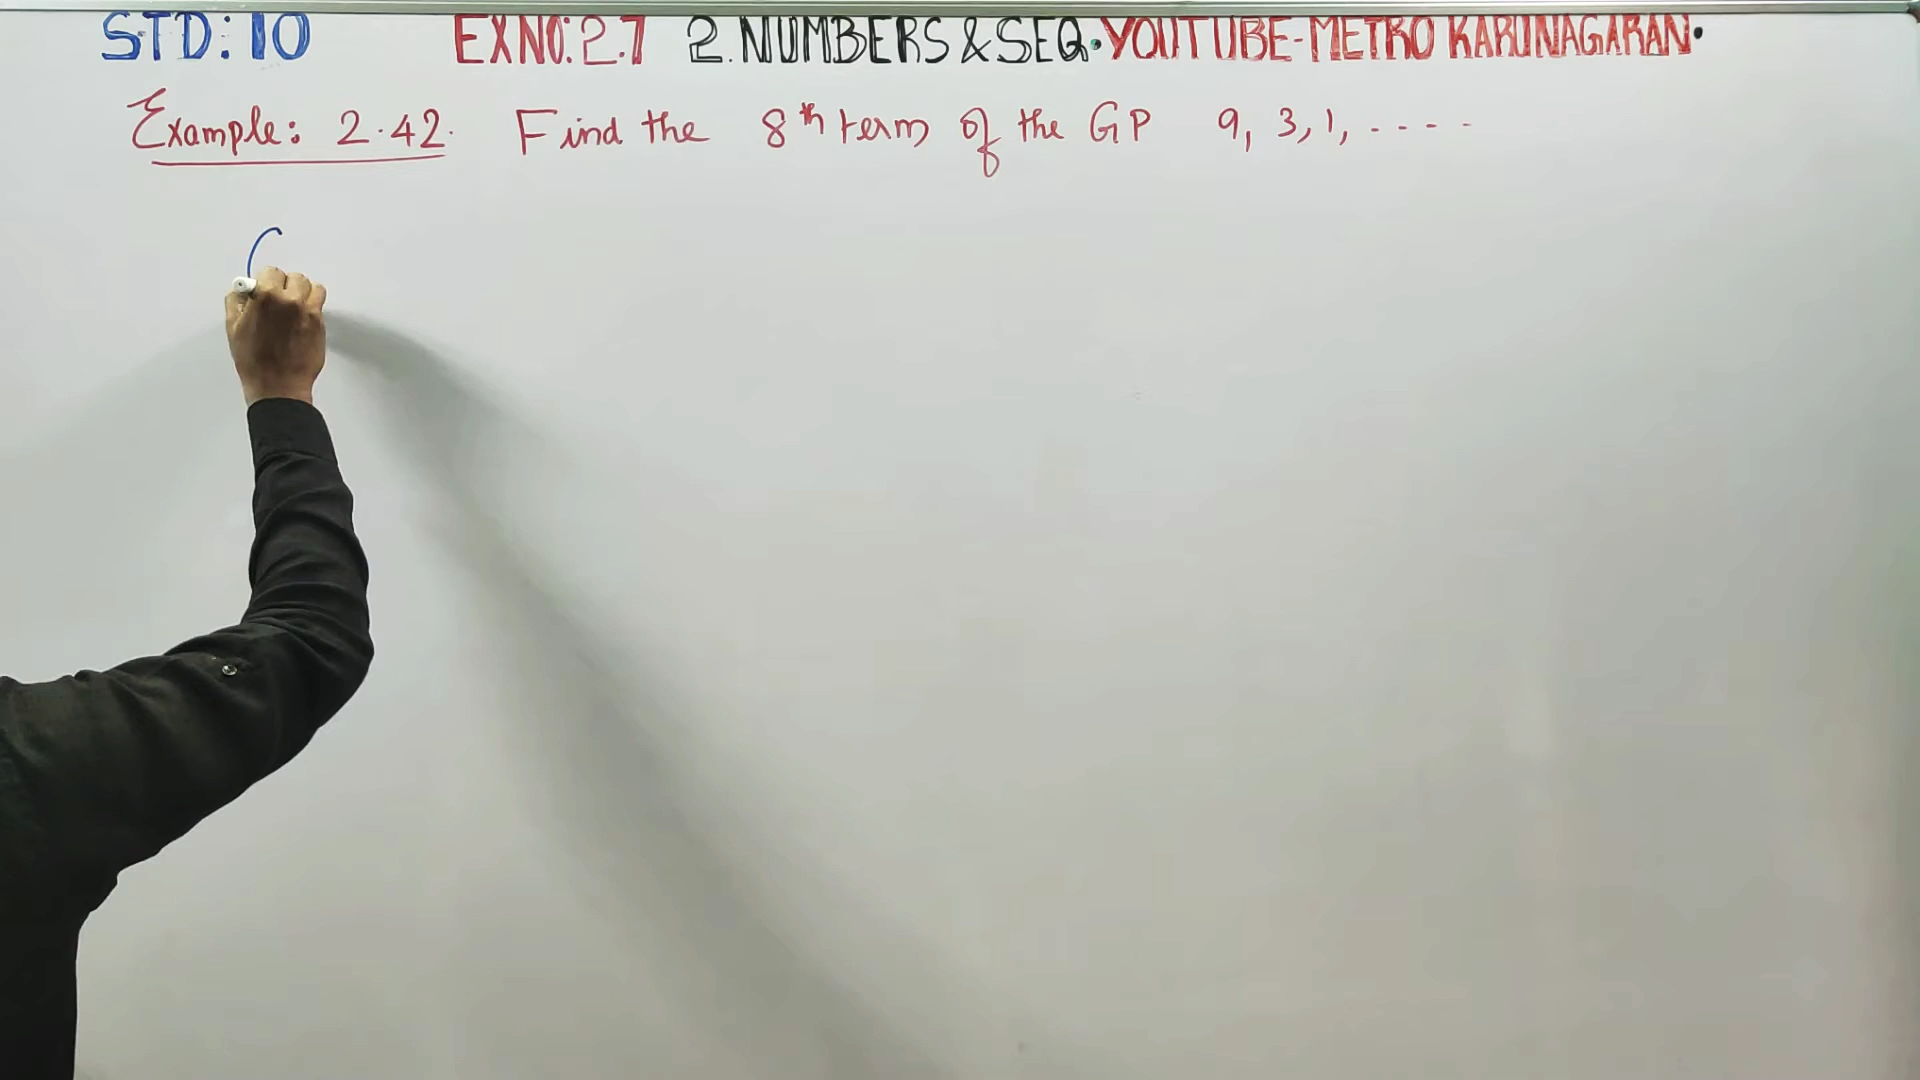 STD: 10 EX NO: 2.7 2. NUMBERS & SEQ. YOUTUBE-METRO KARUNAGARAN.
Example: 2.42. Find the 8th term of the GP 9, 3, 1, ....